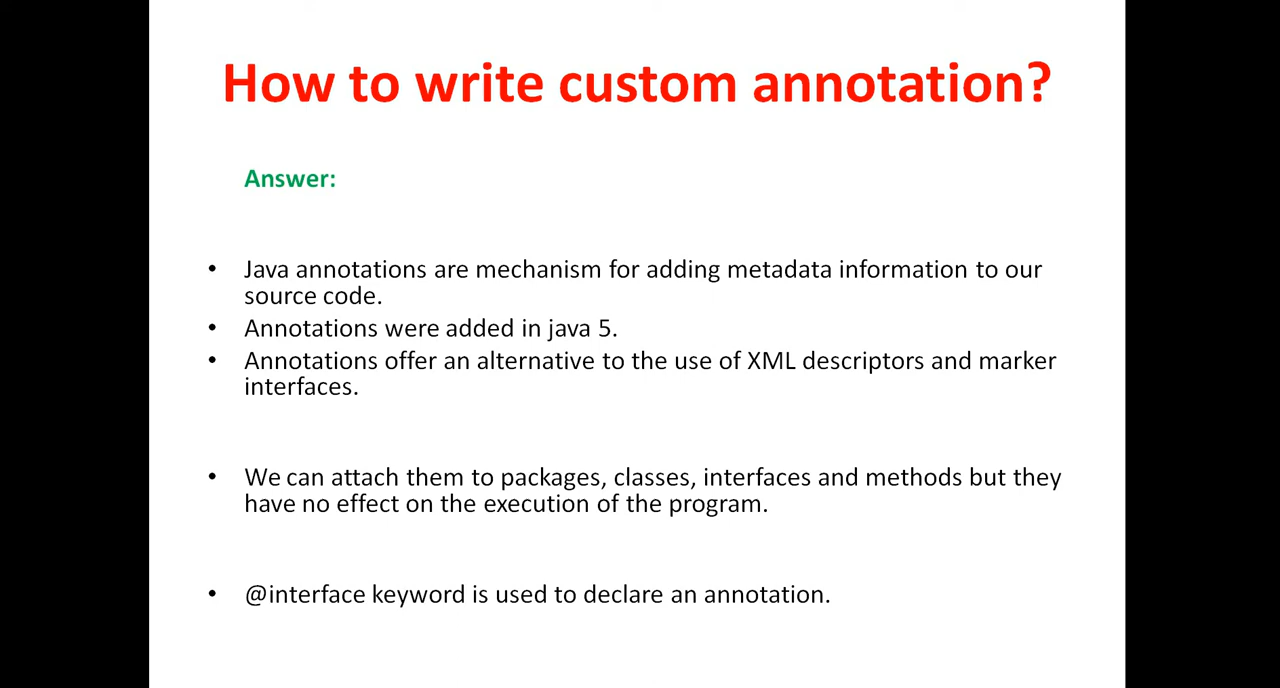 How to write custom annotation?
Answer:
• Java annotations are mechanism for adding metadata information to our
source code.
• Annotations were added in java 5.
• Annotations offer an alternative to the use of XML descriptors and marker
interfaces.
• We can attach them to packages, classes, interfaces and methods but they
have no effect on the execution of the program.
• @interface keyword is used to declare an annotation.